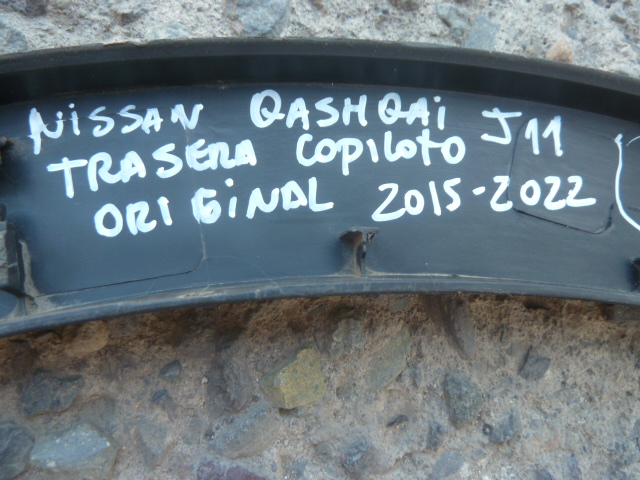 NissAN QASHQAi J11
TRASERA COPILOTO
ORIGINAL 2015-2022